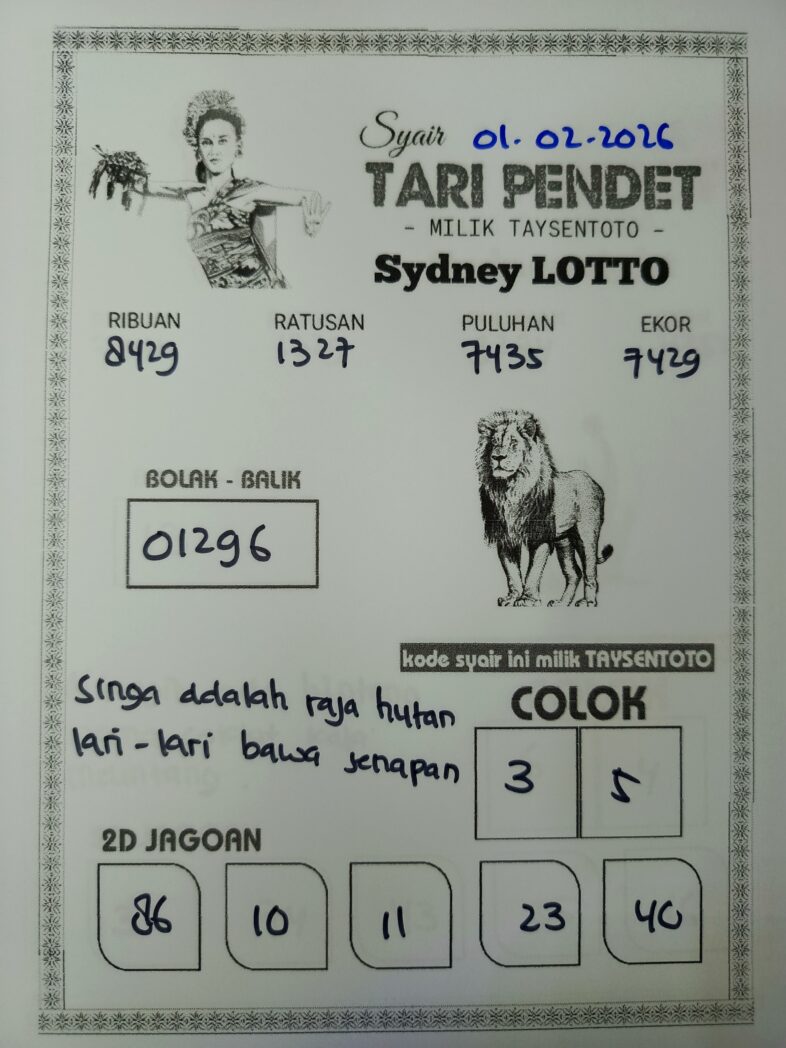 Syair 01.02.2026
TARI PENDET
- MILIK TAYSENTOTO -
Sydney LOTTO
RIBUAN RATUSAN PULUHAN EKOR
8429 1327 7435 7429
BOLAK - BALIK
01296
kode syair ini milik TAYSENTOTO
Singa adalah raja hutan
lari-lari bawa senapan
COLOK
3 5
2D JAGOAN
86 10 11 23 40